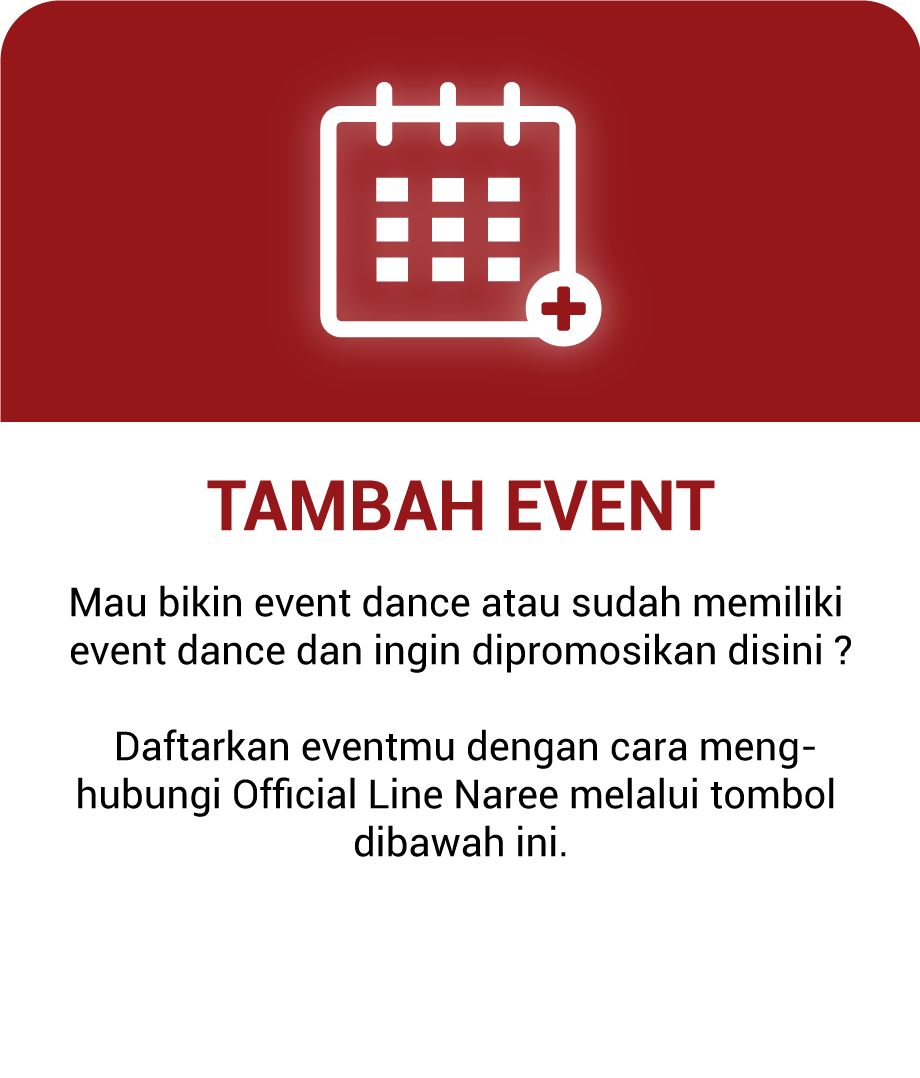 TAMBAH EVENT
Mau bikin event dance atau sudah memiliki
event dance dan ingin dipromosikan disini ?
Daftarkan eventmu dengan cara meng-
hubungi Official Line Naree melalui tombol
dibawah ini.